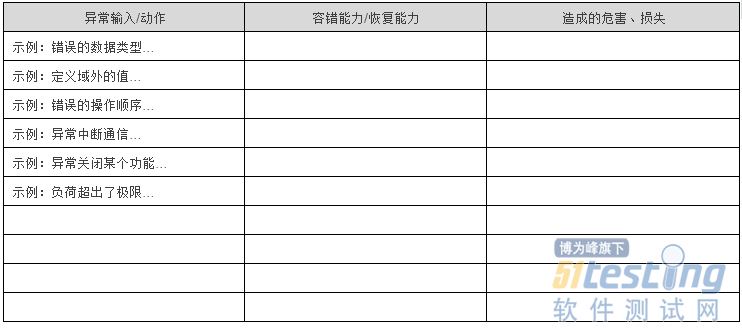 异常输入/动作 容错能力/恢复能力 造成的危害、损失
示例：错误的数据类型…
示例：定义域外的值…
示例：错误的操作顺序…
示例：异常中断通信…
示例：异常关闭某个功能…
示例：负荷超出了极限…
博为峰旗下
51testing
软件测试网